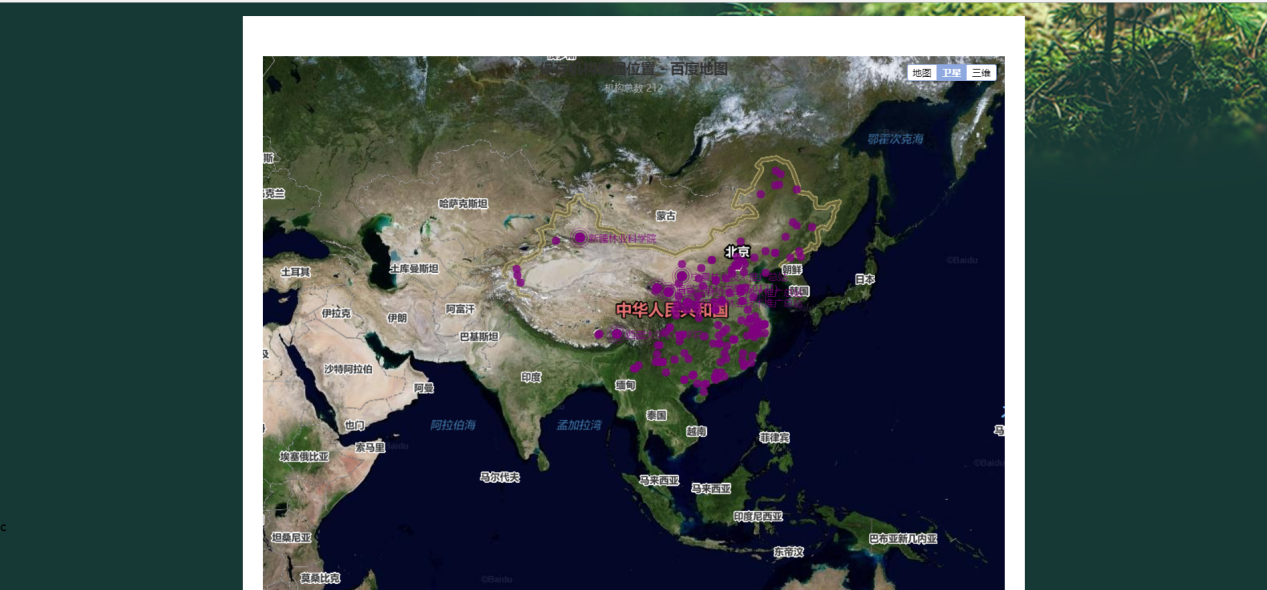 位置 - 百度地图
机构总数 212
地图 卫星 三维
鄂霍次克海
克兰
哈萨克斯坦
蒙古
新疆林业科学院
北京
©Baidu
土耳其
土库曼斯坦
朝鲜
日本
韩国
伊拉克
伊朗
阿富汗
中华人民共和国
巴基斯坦
沙特阿拉伯
阿曼
印度
缅甸
泰国
也门
阿拉伯海
孟加拉湾
越南
菲律宾
索马里
埃塞俄比亚
马尔代夫
马来西亚
马来西亚
©Baidu
印度尼西亚
坦桑尼亚
巴布亚新几内亚
东帝汶
莫桑比克
©Baidu
c